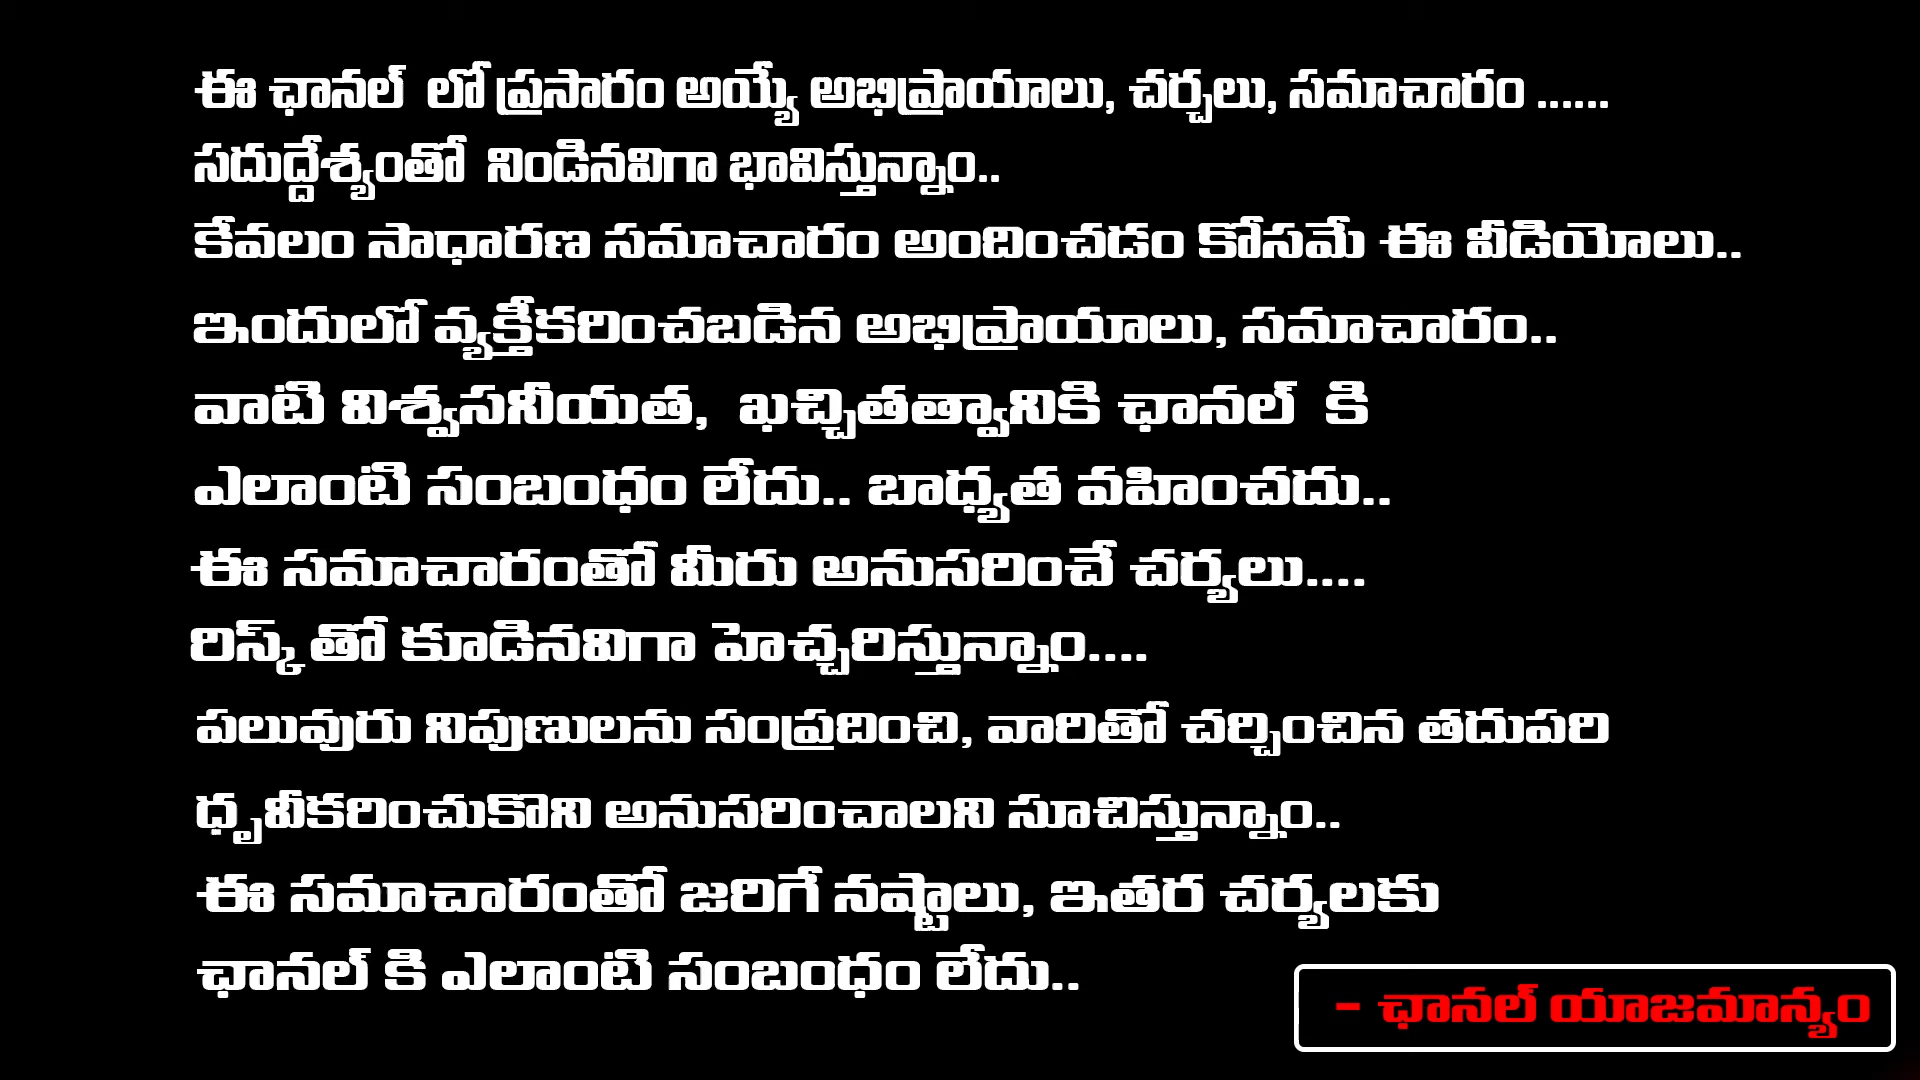 ఈ ఛానల్ లో ప్రసారం అయ్యే అభిప్రాయాలు, చర్చలు, సమాచారం ......
సదుద్దేశ్యంతో నిండినవిగా భావిస్తున్నాం..
కేవలం సాధారణ సమాచారం అందించడం కోసమే ఈ వీడియోలు..
ఇందులో వ్యక్తీకరించబడిన అభిప్రాయాలు, సమాచారం..
వాటి విశ్వసనీయత, ఖచ్చితత్వానికి ఛానల్ కి
ఎలాంటి సంబంధం లేదు.. బాధ్యత వహించదు..
ఈ సమాచారంతో మీరు అనుసరించే చర్యలు....
రిస్క్ తో కూడినవిగా హెచ్చరిస్తున్నాం....
పలువురు నిపుణులను సంప్రదించి, వారితో చర్చించిన తదుపరి
ధృవీకరించుకొని అనుసరించాలని సూచిస్తున్నాం..
ఈ సమాచారంతో జరిగే నష్టాలు, ఇతర చర్యలకు
ఛానల్ కి ఎలాంటి సంబంధం లేదు..
- ఛానల్ యాజమాన్యం